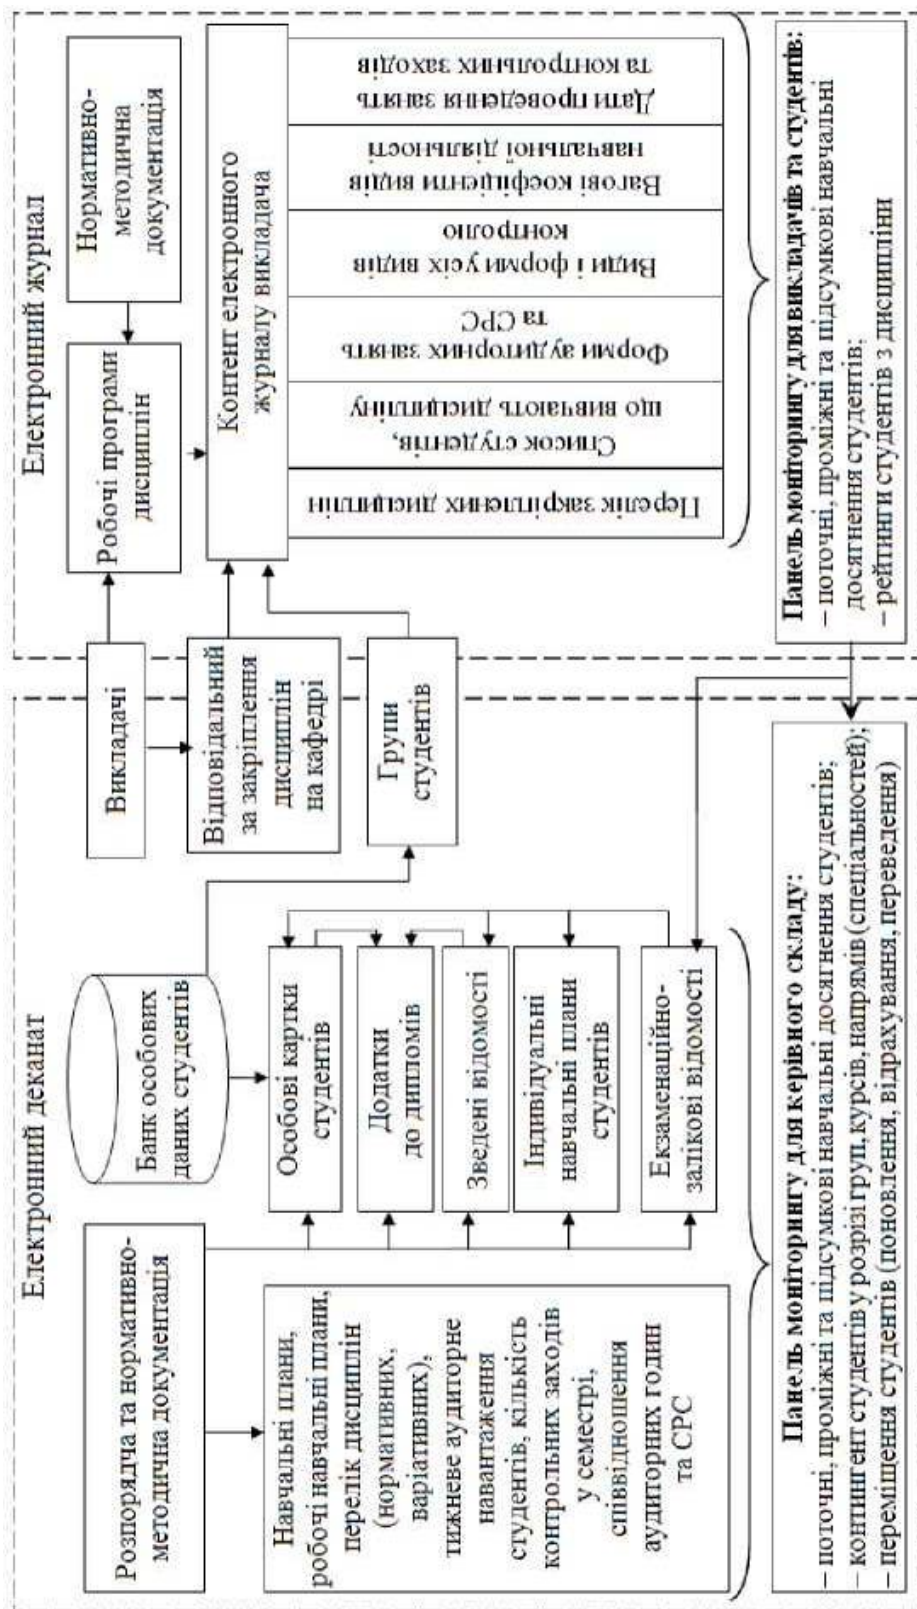 Електронний деканат
Розпорядча та нормативно-
методична документація
Навчальні плани,
робочі навчальні плани,
перелік дисциплін
(нормативних,
варіативних),
тижневе аудиторне
навантаження
студентів, кількість
контрольних заходів
у семестрі,
співвідношення
аудиторних годин
та СРС
Банк особових
даних студентів
Особові картки
студентів
Додатки
до дипломів
Зведені відомості
Індивідуальні
навчальні плани
студентів
Екзаменаційно-
залікові відомості
Викладачі
Відповідальний
за закріплення
дисциплін
на кафедрі
Групи
студентів
Електронний журнал
Робочі програми
дисциплін
Нормативно-
методична
документація
Контент електронного
журналу викладача
Перелік закріплених дисциплін
Список студентів,
що вивчають дисципліну
Форми аудиторних занять
та СРС
Види і форми усіх видів
контролю
Вагові коефіцієнти видів
навчальної діяльності
Дати проведення занять
та контрольних заходів
Панель моніторингу для керівного складу:
– поточні, проміжні та підсумкові навчальні досягнення студентів;
– контингент студентів у розрізі груп, курсів, напрямів (спеціальностей);
– переміщення студентів (поновлення, відрахування, переведення)
Панель моніторингу для викладачів та студентів:
– поточні, проміжні та підсумкові навчальні
досягнення студентів;
– рейтинги студентів з дисципліни